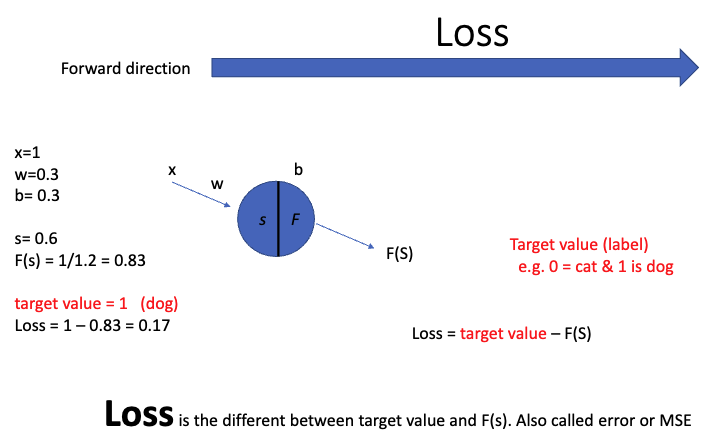 Loss
Forward direction
x=1
w=0.3
b= 0.3
x
w
b
s
F
F(S)
s= 0.6
F(s) = 1/1.2 = 0.83
Target value (label)
e.g. 0 = cat & 1 is dog
target value = 1 (dog)
Loss = 1 – 0.83 = 0.17
Loss = target value – F(S)
Loss is the different between target value and F(s). Also called error or MSE